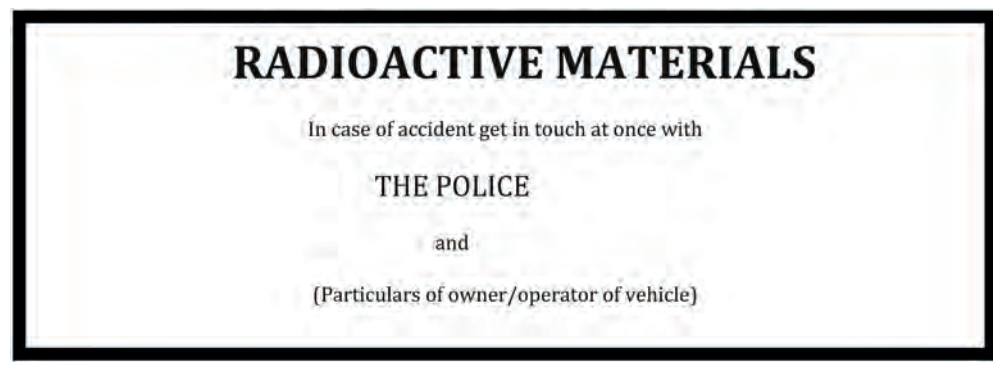 RADIOACTIVE MATERIALS
In case of accident get in touch at once with
THE POLICE
and
(Particulars of owner/operator of vehicle)